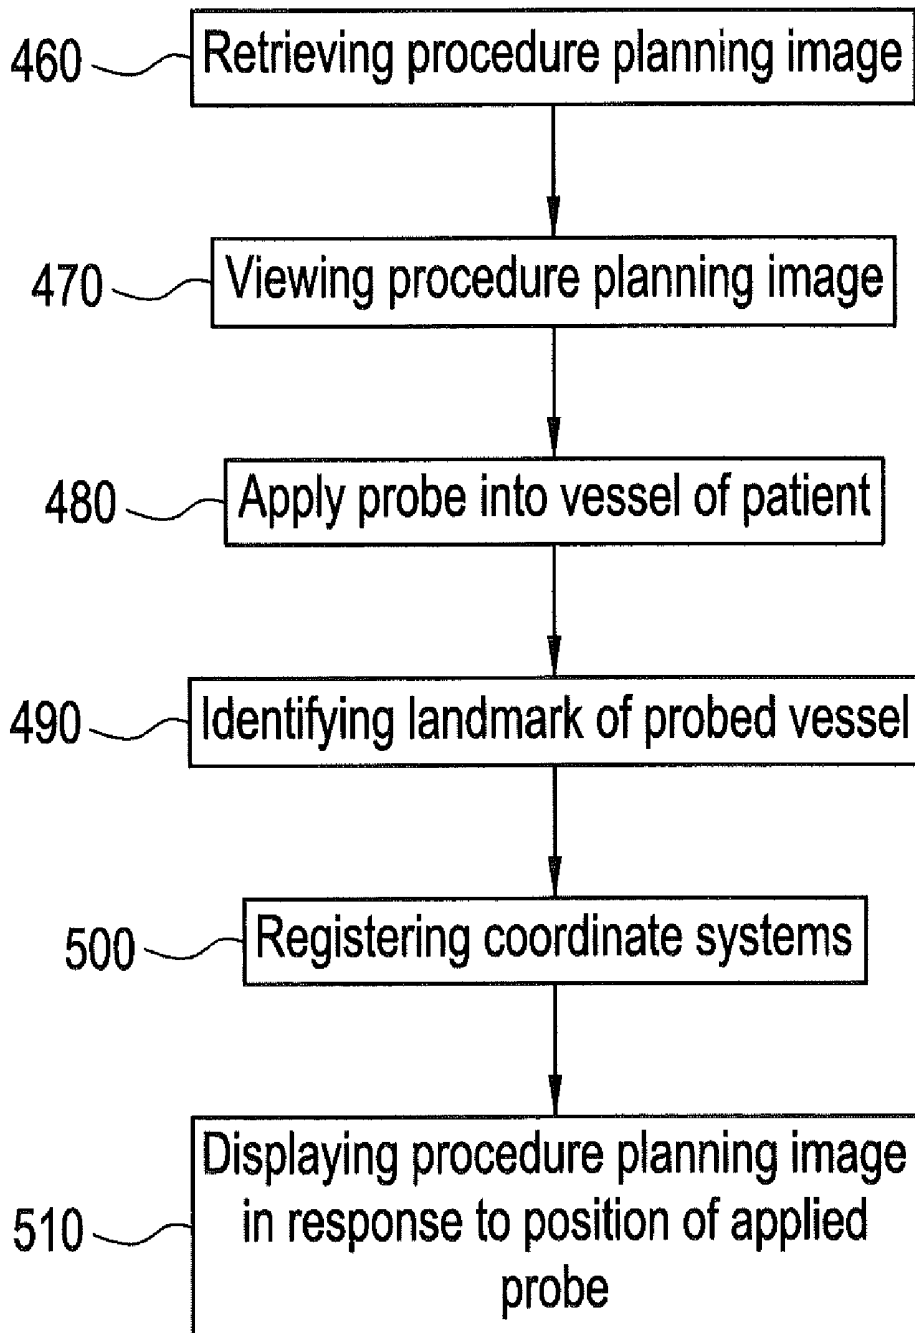 460 Retrieving procedure planning image
470 Viewing procedure planning image
480 Apply probe into vessel of patient
490 Identifying landmark of probed vessel
500 Registering coordinate systems
Displaying procedure planning image
510 in response to position of applied
probe